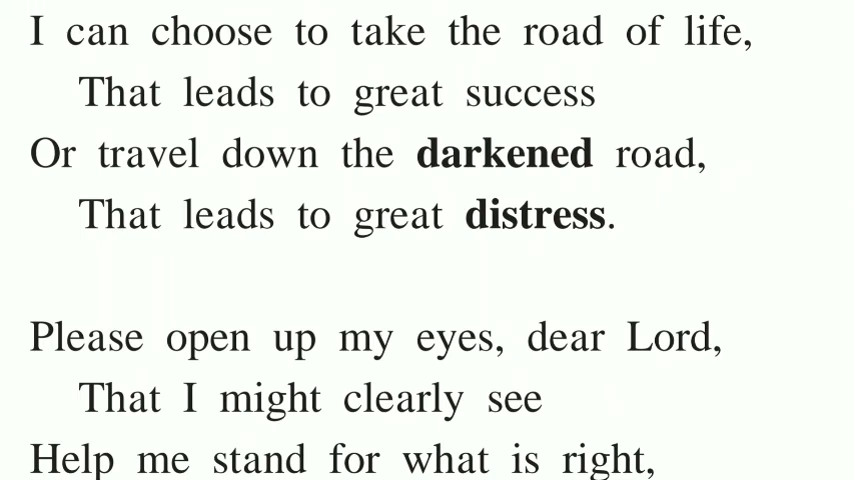 I can choose to take the road of life,
That leads to great success
Or travel down the darkened road,
That leads to great distress.
Please open up my eyes, dear Lord,
That I might clearly see
Help me stand for what is right,